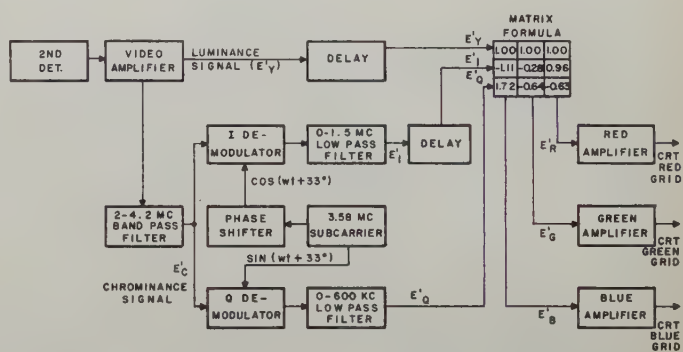 MATRIX
FORMULA
2ND
DET.
VIDEO
AMPLIFIER
LUMINANCE
SIGNAL (E'Y)
DELAY
E'Y
E'I
E'Q
1.00 1.00 1.00
-1.11 -0.28 0.96
1.72 -0.64 -0.63
I DE-
MODULATOR
0-1.5 MC
LOW PASS
FILTER
E'I
DELAY
COS (wt + 33°)
2-4.2 MC
BAND PASS
FILTER
PHASE
SHIFTER
3.58 MC
SUBCARRIER
SIN (wt + 33°)
E'C
CHROMINANCE
SIGNAL
Q DE-
MODULATOR
0-600 KC
LOW PASS
FILTER
E'Q
E'R
RED
AMPLIFIER
CRT
RED
GRID
E'G
GREEN
AMPLIFIER
CRT
GREEN
GRID
E'B
BLUE
AMPLIFIER
CRT
BLUE
GRID